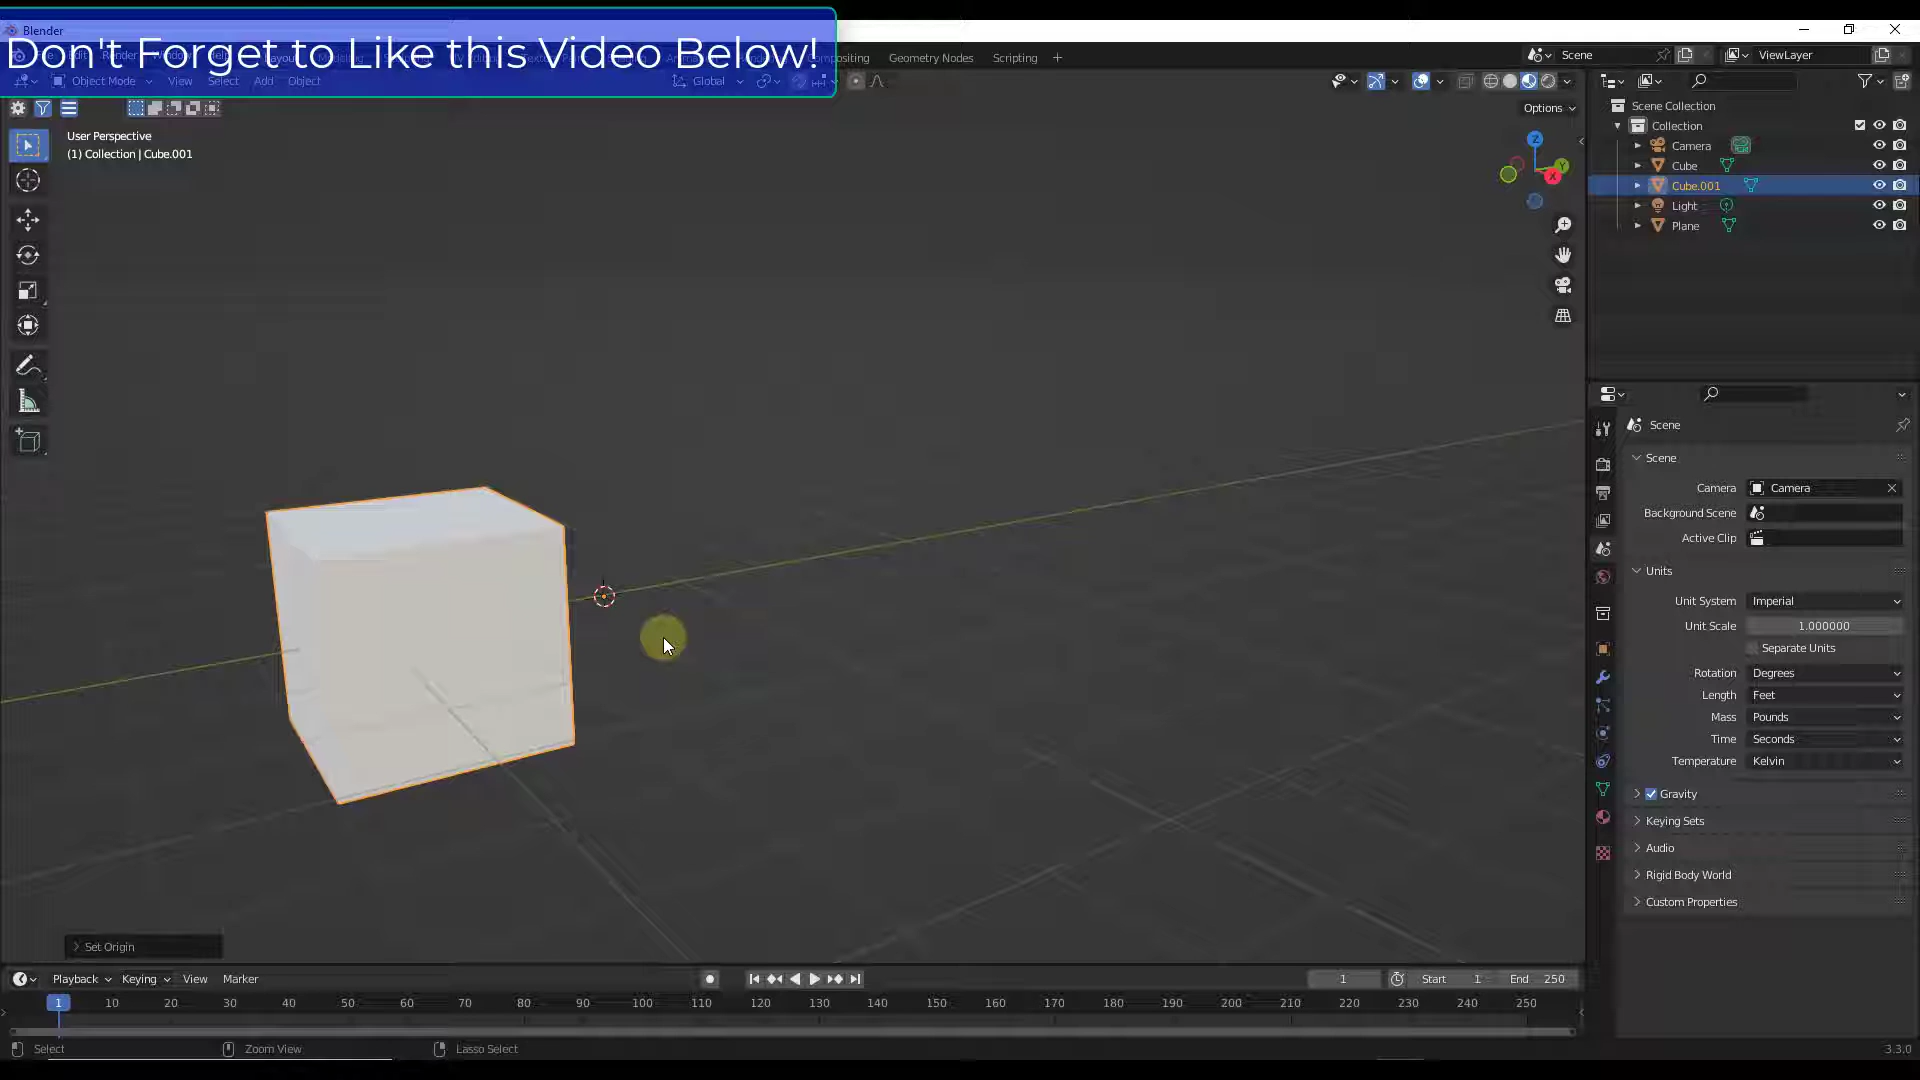 Blender
Don't Forget to Like this Video Below!
Geometry Nodes
Scripting
+
Scene
ViewLayer
Object Mode
View
Select
Add
Object
Global
Options
User Perspective
(1) Collection | Cube.001
Z
Y
X
Scene Collection
Collection
Camera
Cube
Cube.001
Light
Plane
Scene
Scene
Camera
Camera
Background Scene
Active Clip
Units
Unit System
Imperial
Unit Scale
1.000000
Separate Units
Rotation
Degrees
Length
Feet
Mass
Pounds
Time
Seconds
Temperature
Kelvin
Gravity
Keying Sets
Audio
Rigid Body World
Custom Properties
Set Origin
Playback
Keying
View
Marker
1
Start
1
End
250
1
10
20
30
40
50
60
70
80
90
100
110
120
130
140
150
160
170
180
190
200
210
220
230
240
250
Select
Zoom View
Lasso Select
3.3.0